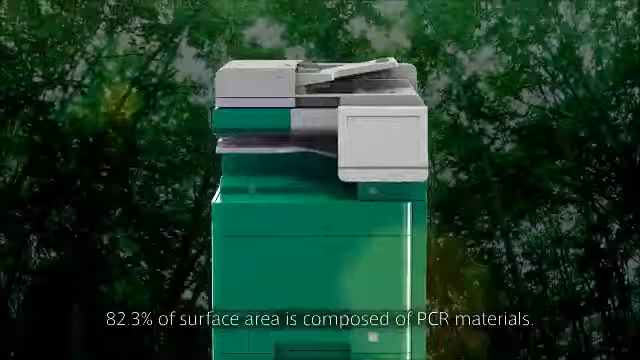 82.3% of surface area is composed of PCR materials.